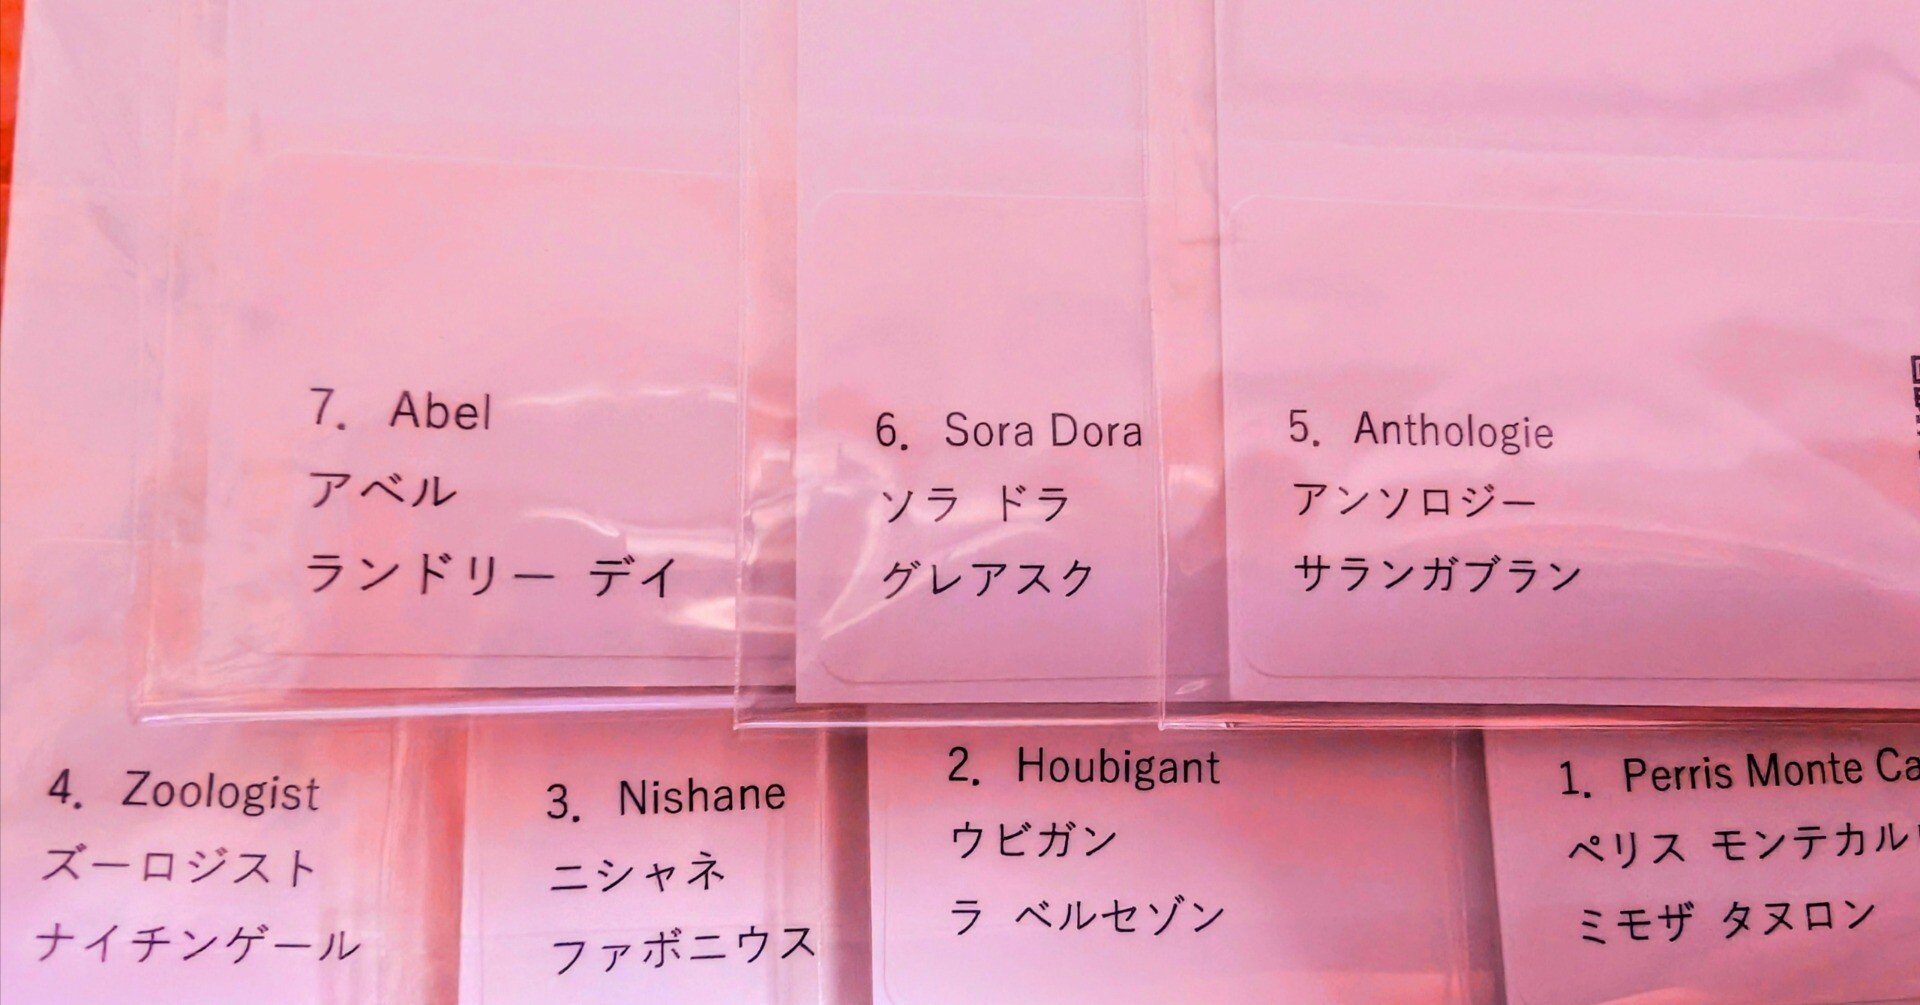 7. Abel
アベル
ランドリー デイ
6. Sora Dora
ソラ ドラ
グレアスク
5. Anthologie
アンソロジー
サランガブラン
4. Zoologist
ズーロジスト
ナイチンゲール
3. Nishane
ニシャネ
ファボニウス
2. Houbigant
ウビガン
ラ ベルセゾン
1. Perris Monte Ca
ペリス モンテカル
ミモザ タヌロン